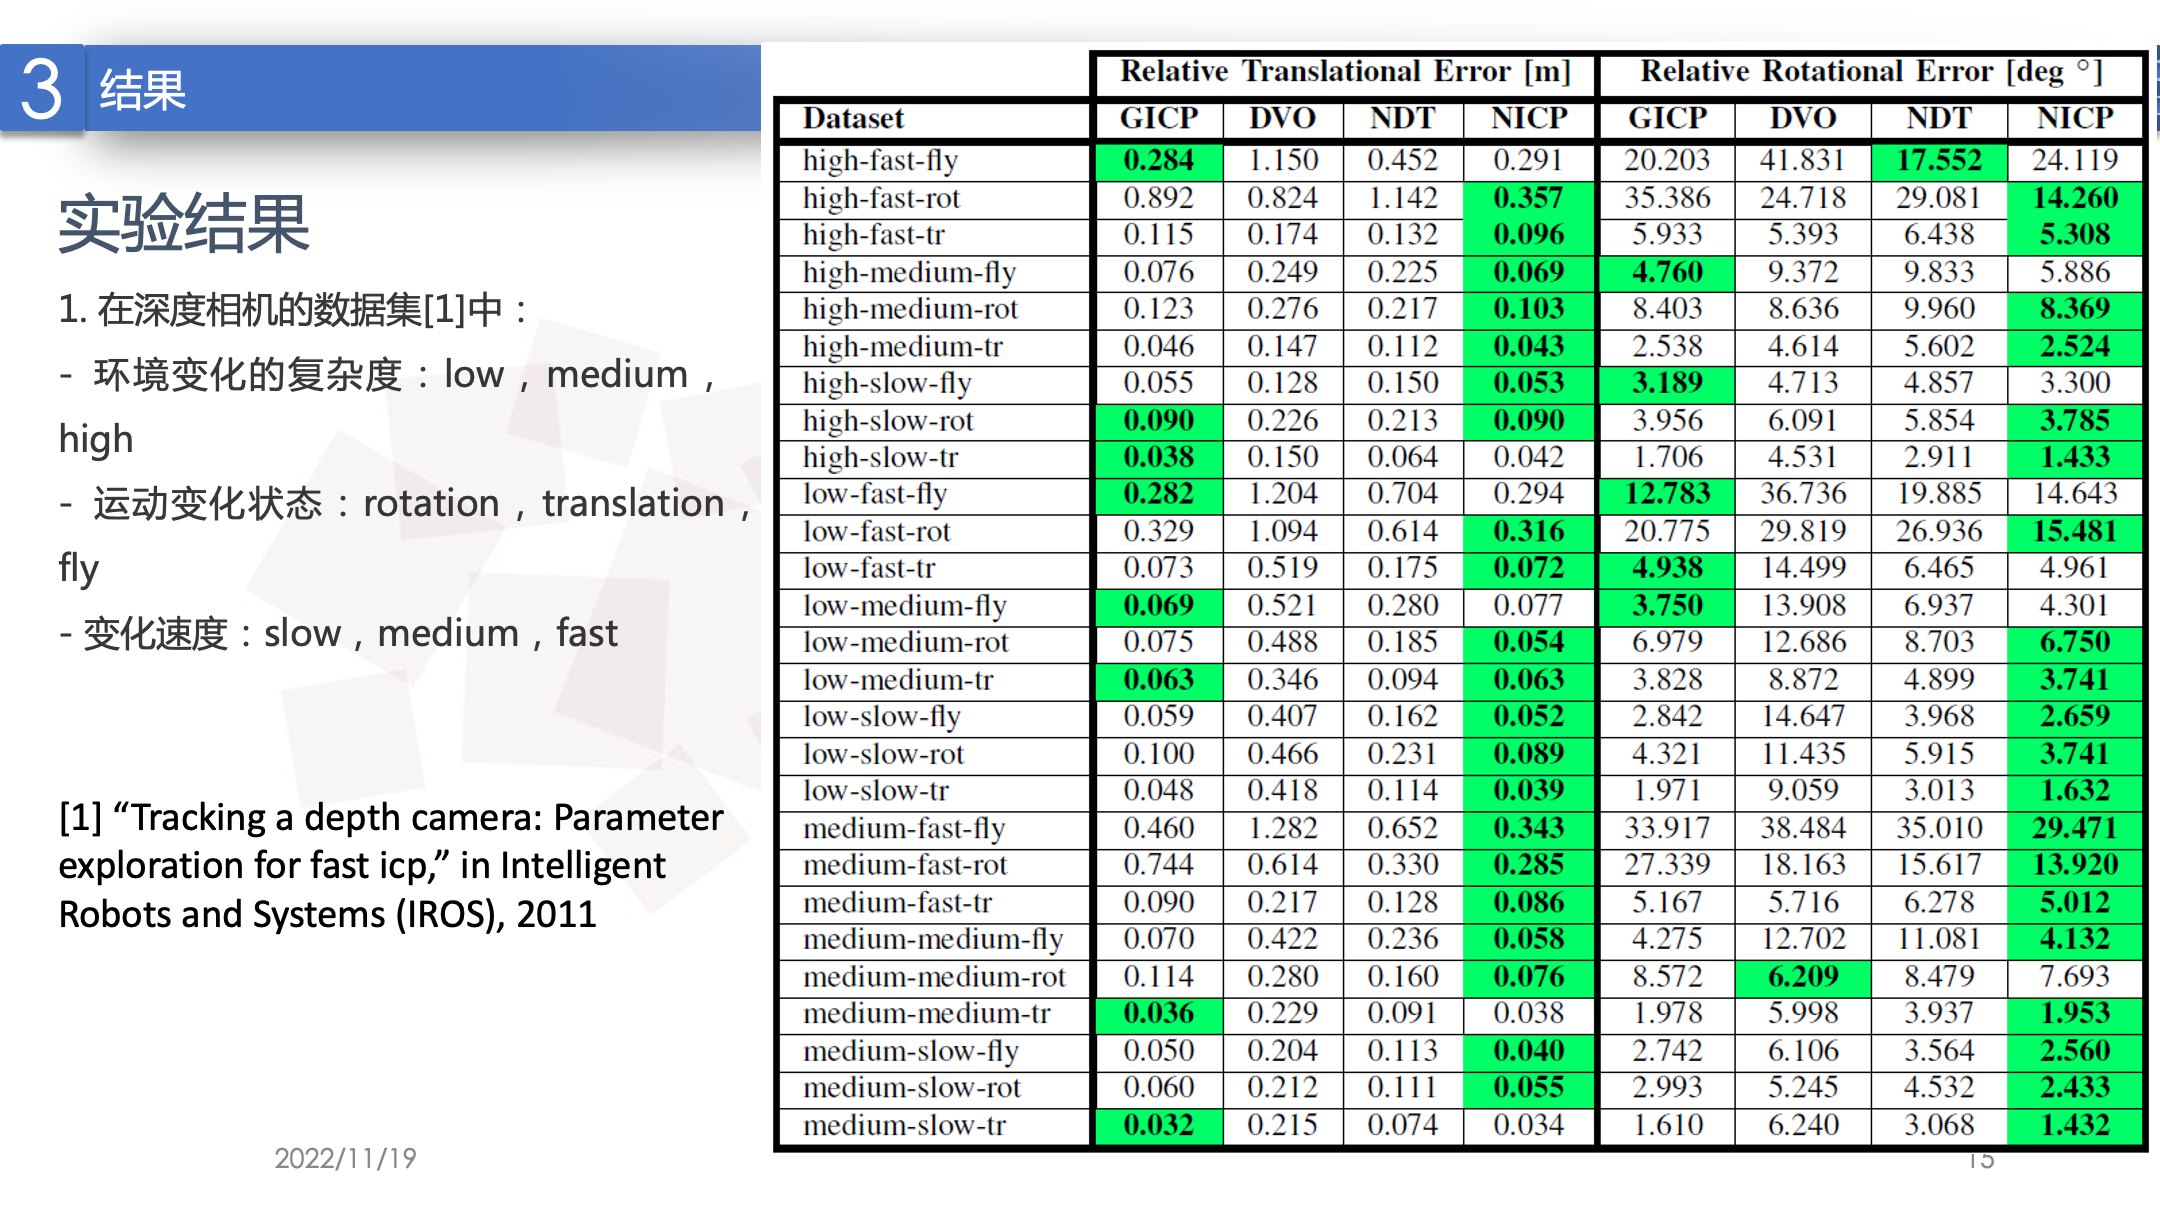 3 结果
实验结果
1. 在深度相机的数据集[1]中：
- 环境变化的复杂度：low，medium，
high
- 运动变化状态：rotation，translation，
fly
- 变化速度：slow，medium，fast
[1] “Tracking a depth camera: Parameter
exploration for fast icp,” in Intelligent
Robots and Systems (IROS), 2011
Relative Translational Error [m] Relative Rotational Error [deg °]
Dataset GICP DVO NDT NICP GICP DVO NDT NICP
high-fast-fly 0.284 1.150 0.452 0.291 20.203 41.831 17.552 24.119
high-fast-rot 0.892 0.824 1.142 0.357 35.386 24.718 29.081 14.260
high-fast-tr 0.115 0.174 0.132 0.096 5.933 5.393 6.438 5.308
high-medium-fly 0.076 0.249 0.225 0.069 4.760 9.372 9.833 5.886
high-medium-rot 0.123 0.276 0.217 0.103 8.403 8.636 9.960 8.369
high-medium-tr 0.046 0.147 0.112 0.043 2.538 4.614 5.602 2.524
high-slow-fly 0.055 0.128 0.150 0.053 3.189 4.713 4.857 3.300
high-slow-rot 0.090 0.226 0.213 0.090 3.956 6.091 5.854 3.785
high-slow-tr 0.038 0.150 0.064 0.042 1.706 4.531 2.911 1.433
low-fast-fly 0.282 1.204 0.704 0.294 12.783 36.736 19.885 14.643
low-fast-rot 0.329 1.094 0.614 0.316 20.775 29.819 26.936 15.481
low-fast-tr 0.073 0.519 0.175 0.072 4.938 14.499 6.465 4.961
low-medium-fly 0.069 0.521 0.280 0.077 3.750 13.908 6.937 4.301
low-medium-rot 0.075 0.488 0.185 0.054 6.979 12.686 8.703 6.750
low-medium-tr 0.063 0.346 0.094 0.063 3.828 8.872 4.899 3.741
low-slow-fly 0.059 0.407 0.162 0.052 2.842 14.647 3.968 2.659
low-slow-rot 0.100 0.466 0.231 0.089 4.321 11.435 5.915 3.741
low-slow-tr 0.048 0.418 0.114 0.039 1.971 9.059 3.013 1.632
medium-fast-fly 0.460 1.282 0.652 0.343 33.917 38.484 35.010 29.471
medium-fast-rot 0.744 0.614 0.330 0.285 27.339 18.163 15.617 13.920
medium-fast-tr 0.090 0.217 0.128 0.086 5.167 5.716 6.278 5.012
medium-medium-fly 0.070 0.422 0.236 0.058 4.275 12.702 11.081 4.132
medium-medium-rot 0.114 0.280 0.160 0.076 8.572 6.209 8.479 7.693
medium-medium-tr 0.036 0.229 0.091 0.038 1.978 5.998 3.937 1.953
medium-slow-fly 0.050 0.204 0.113 0.040 2.742 6.106 3.564 2.560
medium-slow-rot 0.060 0.212 0.111 0.055 2.993 5.245 4.532 2.433
medium-slow-tr 0.032 0.215 0.074 0.034 1.610 6.240 3.068 1.432
2022/11/19
15